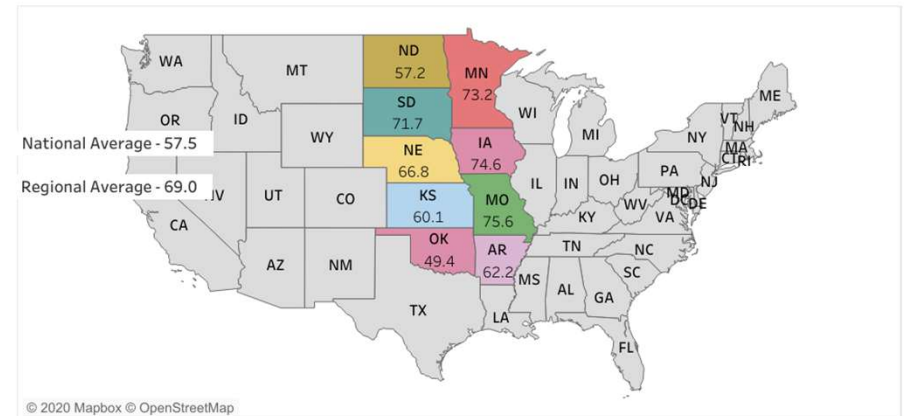 WA
MT
ND
57.2
MN
73.2
ME
OR
ID
SD
71.7
WI
VT
NH
National Average - 57.5
WY
IA
74.6
MI
NY
MA
CT RI
Regional Average - 69.0
NE
66.8
PA
NJ
UT
CO
KS
60.1
MO
75.6
IL
IN
OH
MD
DC DE
WV
VA
CA
KY
AZ
NM
OK
49.4
AR
62.2
TN
NC
SC
TX
LA
MS
AL
GA
FL
© 2020 Mapbox © OpenStreetMap